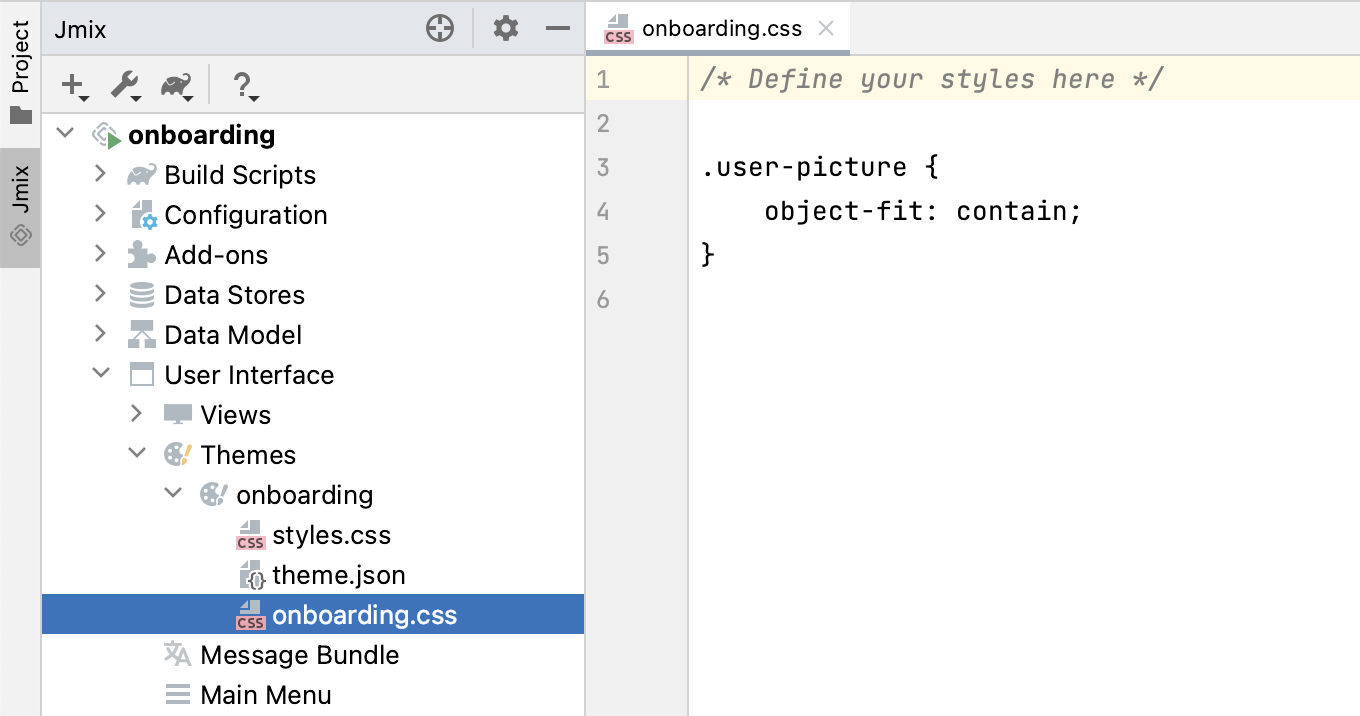 Project
Jmix
Jmix
onboarding
Build Scripts
Configuration
Add-ons
Data Stores
Data Model
User Interface
Views
Themes
onboarding
CSS styles.css
{} theme.json
CSS onboarding.css
Message Bundle
Main Menu
CSS onboarding.css
1 /* Define your styles here */
2
3 .user-picture {
4     object-fit: contain;
5 }
6